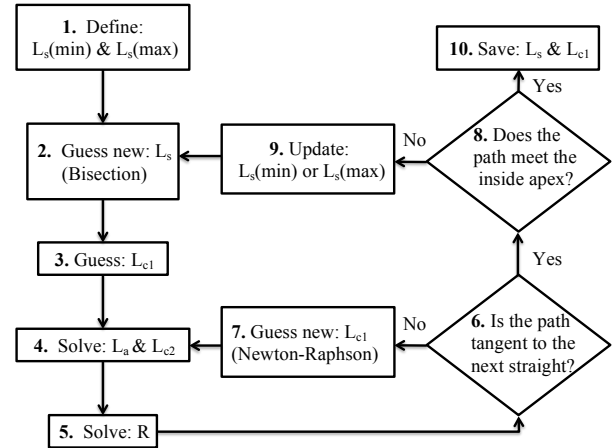 1. Define:
Ls(min) & Ls(max)
2. Guess new: Ls
(Bisection)
3. Guess: Lc1
4. Solve: La & Lc2
5. Solve: R
6. Is the path
tangent to the
next straight?
No
Yes
7. Guess new: Lc1
(Newton-Raphson)
8. Does the
path meet the
inside apex?
No
Yes
9. Update:
Ls(min) or Ls(max)
10. Save: Ls & Lc1